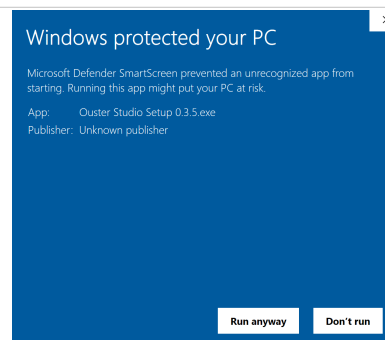 Windows protected your PC
Microsoft Defender SmartScreen prevented an unrecognized app from
starting. Running this app might put your PC at risk.
App: Ouster Studio Setup 0.3.5.exe
Publisher: Unknown publisher
Run anyway Don't run